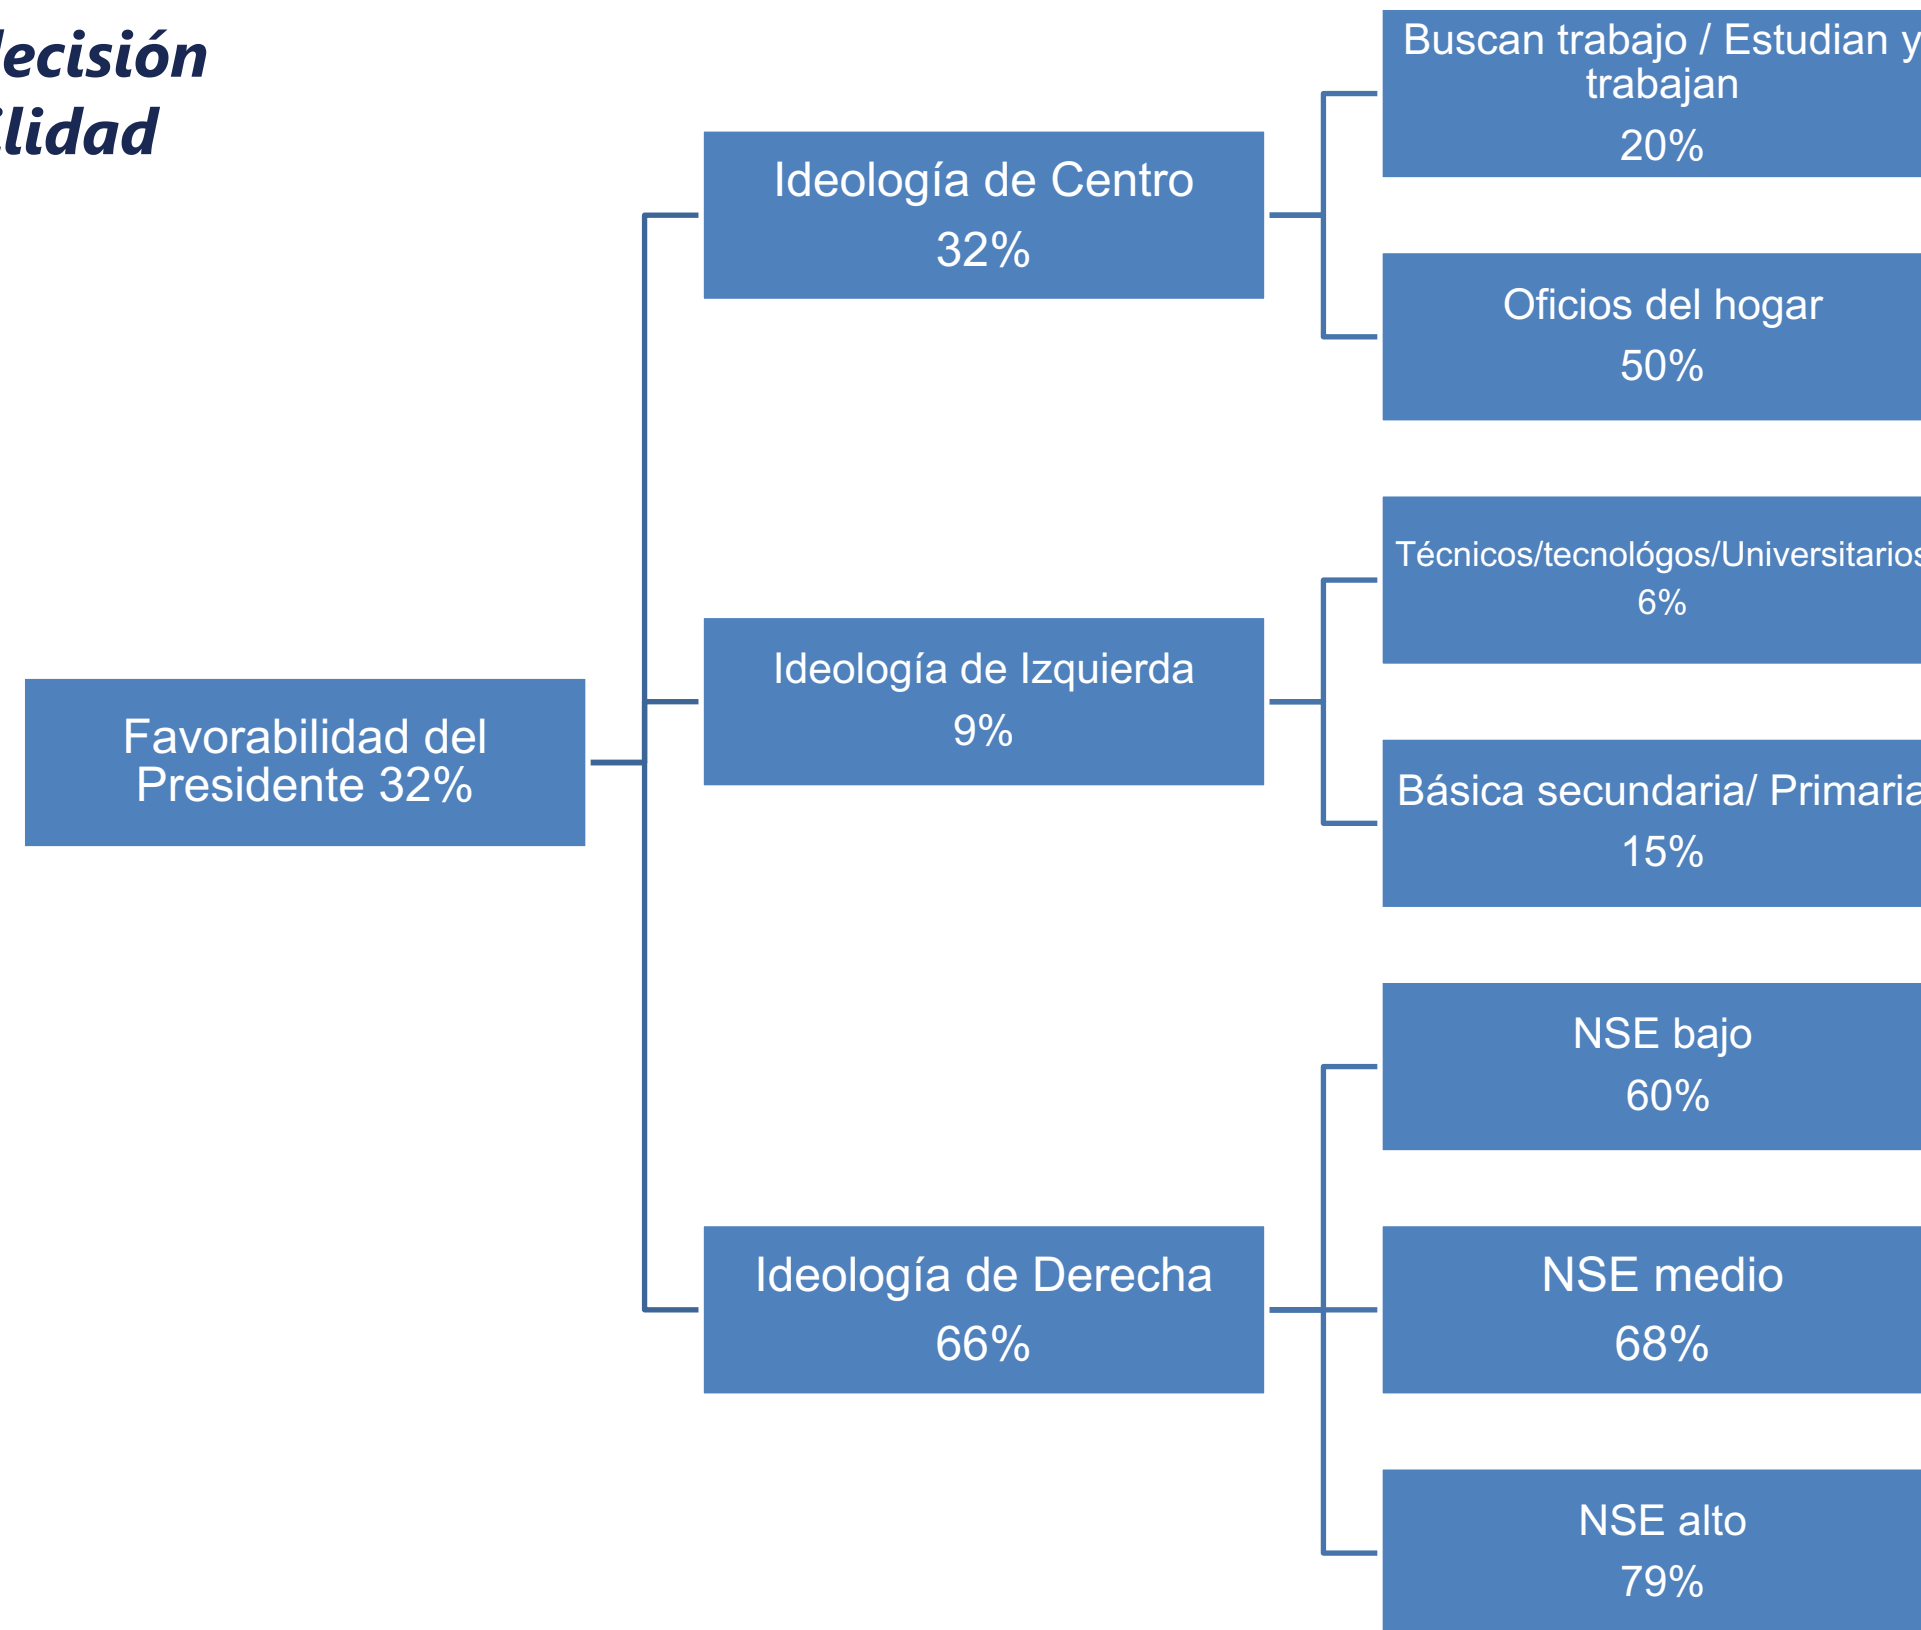 ecisión
ilidad
Buscan trabajo / Estudian y
trabajan
20%
Ideología de Centro
32%
Oficios del hogar
50%
Técnicos/tecnológos/Universitarios
6%
Ideología de Izquierda
9%
Favorabilidad del
Presidente 32%
Básica secundaria/ Primaria
15%
NSE bajo
60%
Ideología de Derecha
66%
NSE medio
68%
NSE alto
79%